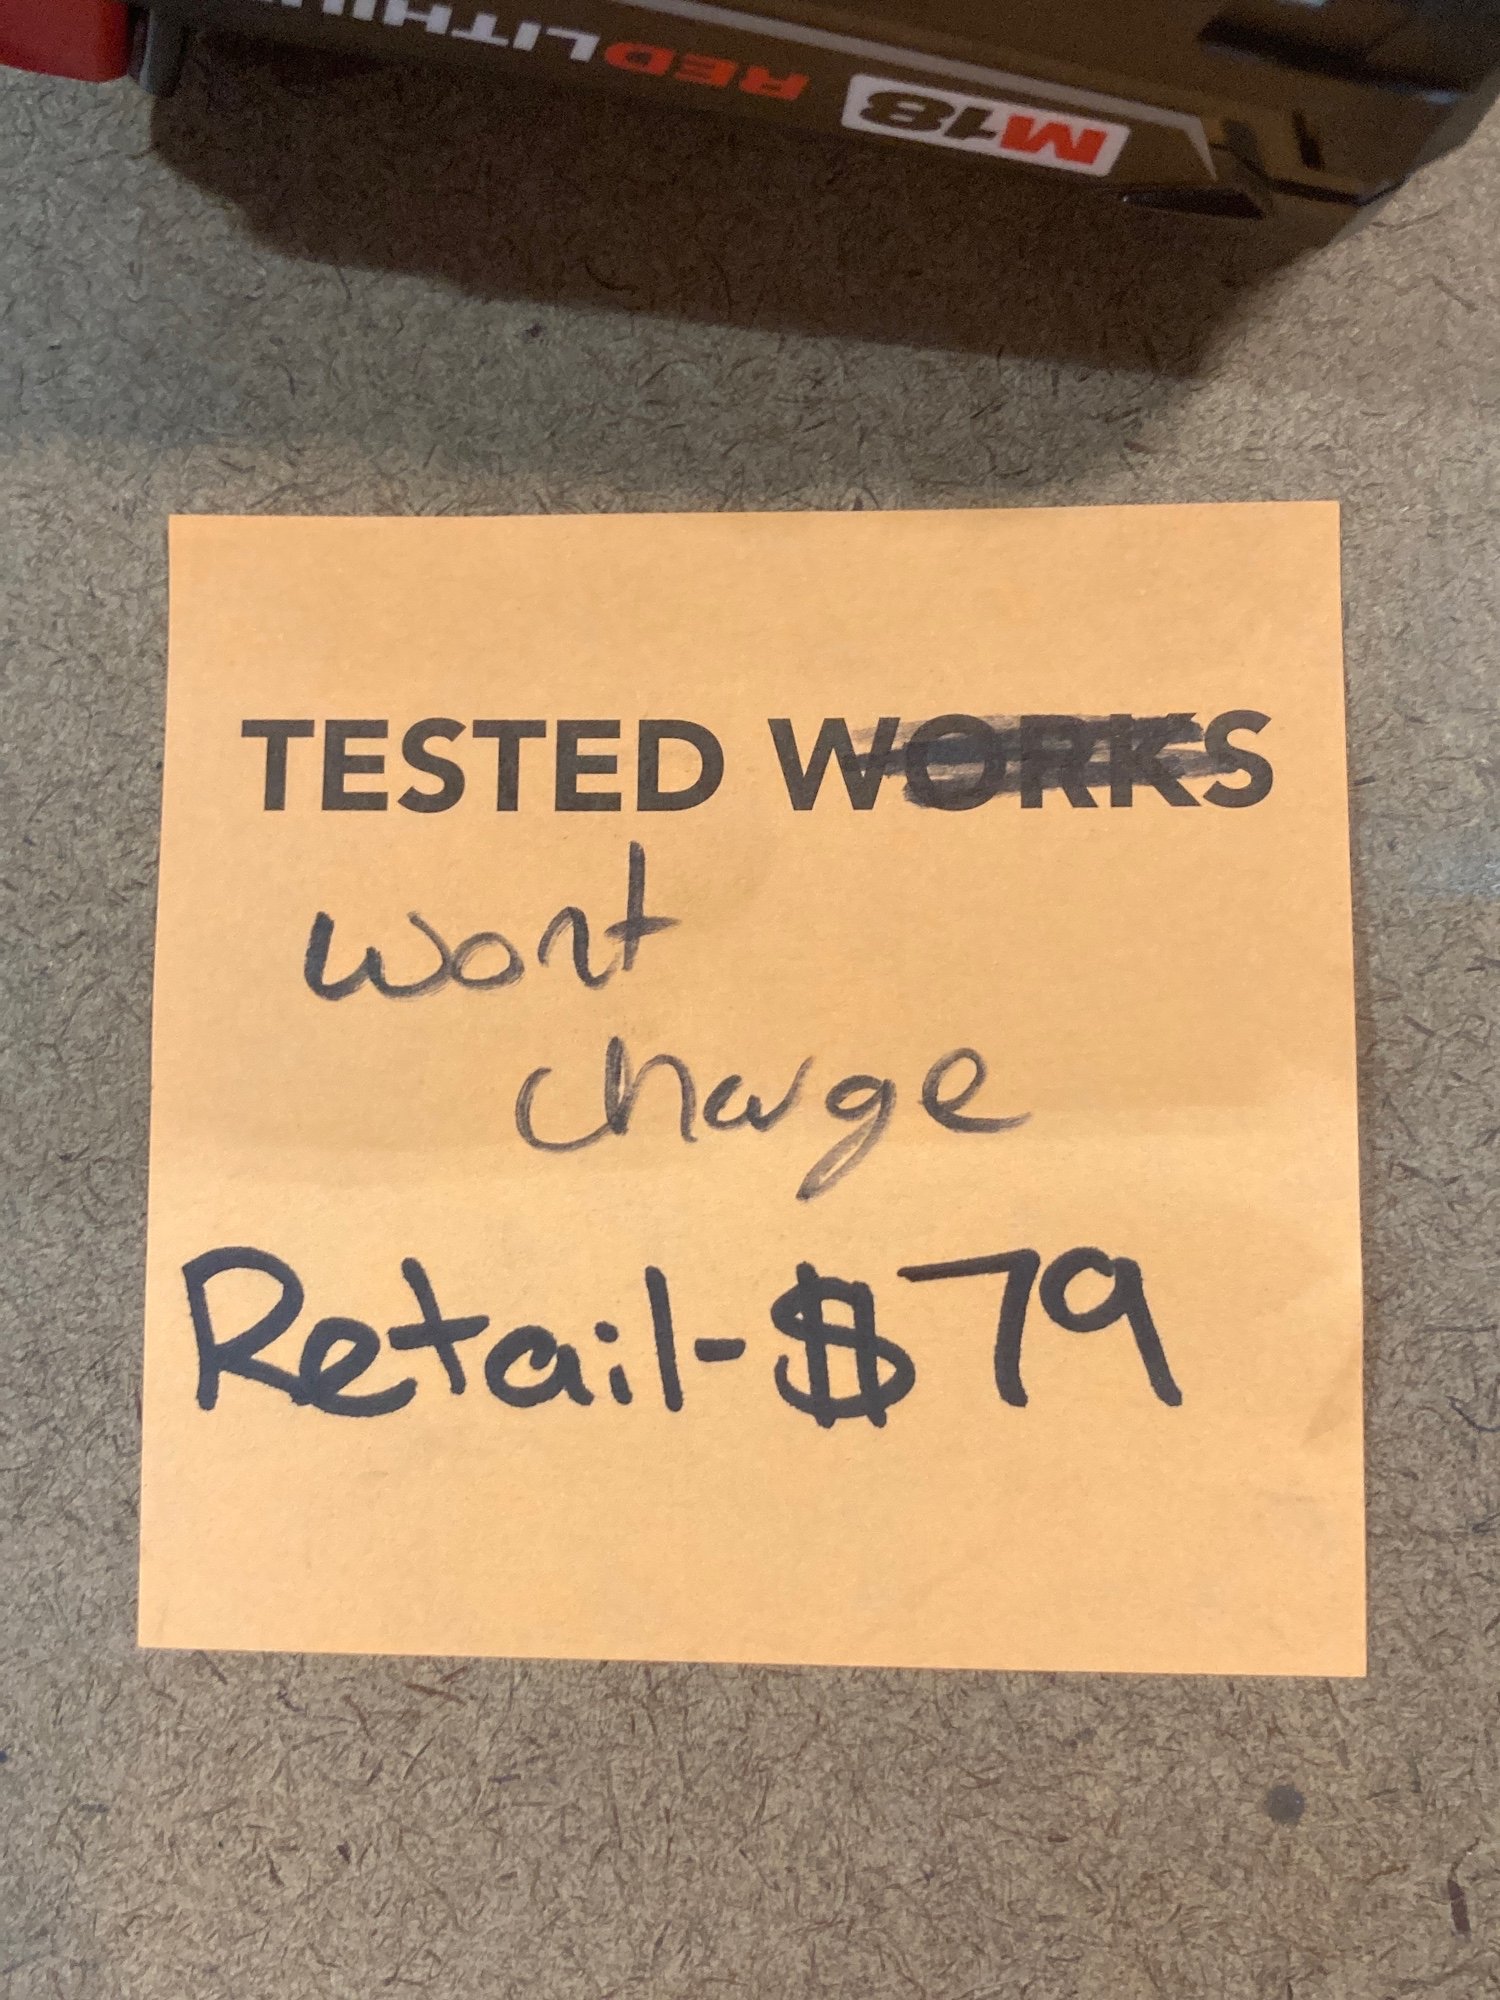 M18 REDLITHIUM
TESTED WORKS
wont
charge
Retail-$79